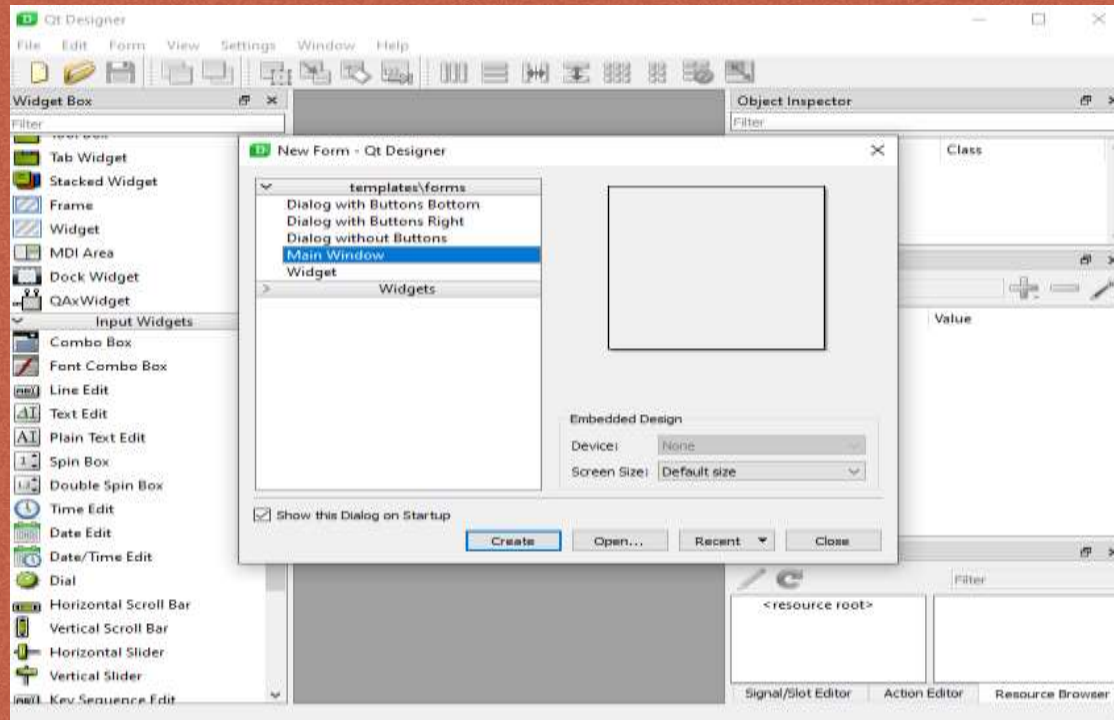 Qt Designer
File Edit Form View Settings Window Help
Widget Box
Filter
Tab Widget
Stacked Widget
Frame
Widget
MDI Area
Dock Widget
QAxWidget
Input Widgets
Combo Box
Font Combo Box
Line Edit
Text Edit
Plain Text Edit
Spin Box
Double Spin Box
Time Edit
Date Edit
Date/Time Edit
Dial
Horizontal Scroll Bar
Vertical Scroll Bar
Horizontal Slider
Vertical Slider
Key Sequence Edit
New Form - Qt Designer
templates\forms
Dialog with Buttons Bottom
Dialog with Buttons Right
Dialog without Buttons
Main Window
Widget
Widgets
Embedded Design
Device: None
Screen Size: Default size
Show this Dialog on Startup
Create Open... Recent Close
Object Inspector
Filter
Class
Value
Filter
<resource root>
Signal/Slot Editor Action Editor Resource Browser